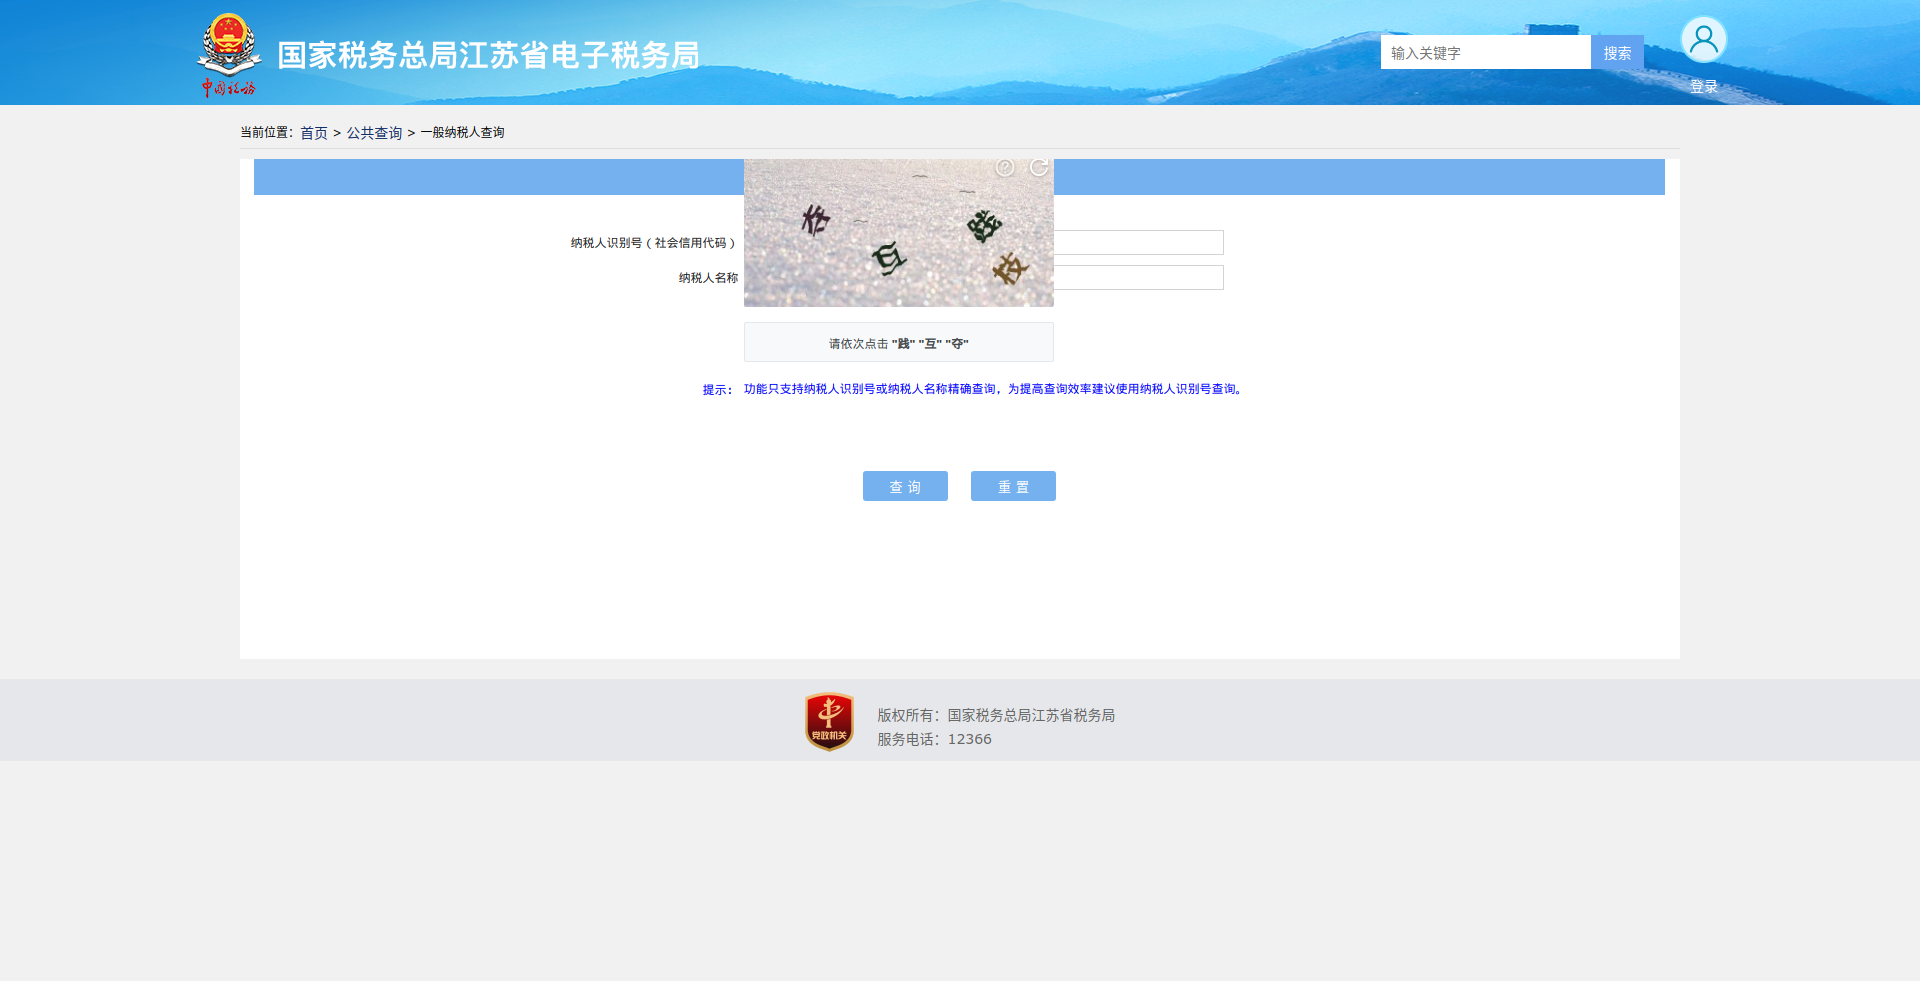 中国税务
国家税务总局江苏省电子税务局
输入关键字
搜索
登录
当前位置：首页 > 公共查询 > 一般纳税人查询
夺
互
践
纳税人识别号（社会信用代码）
纳税人名称
请依次点击 "践" "互" "夺"
提示： 功能只支持纳税人识别号或纳税人名称精确查询，为提高查询效率建议使用纳税人识别号查询。
查 询
重 置
党政机关
版权所有：国家税务总局江苏省税务局
服务电话：12366